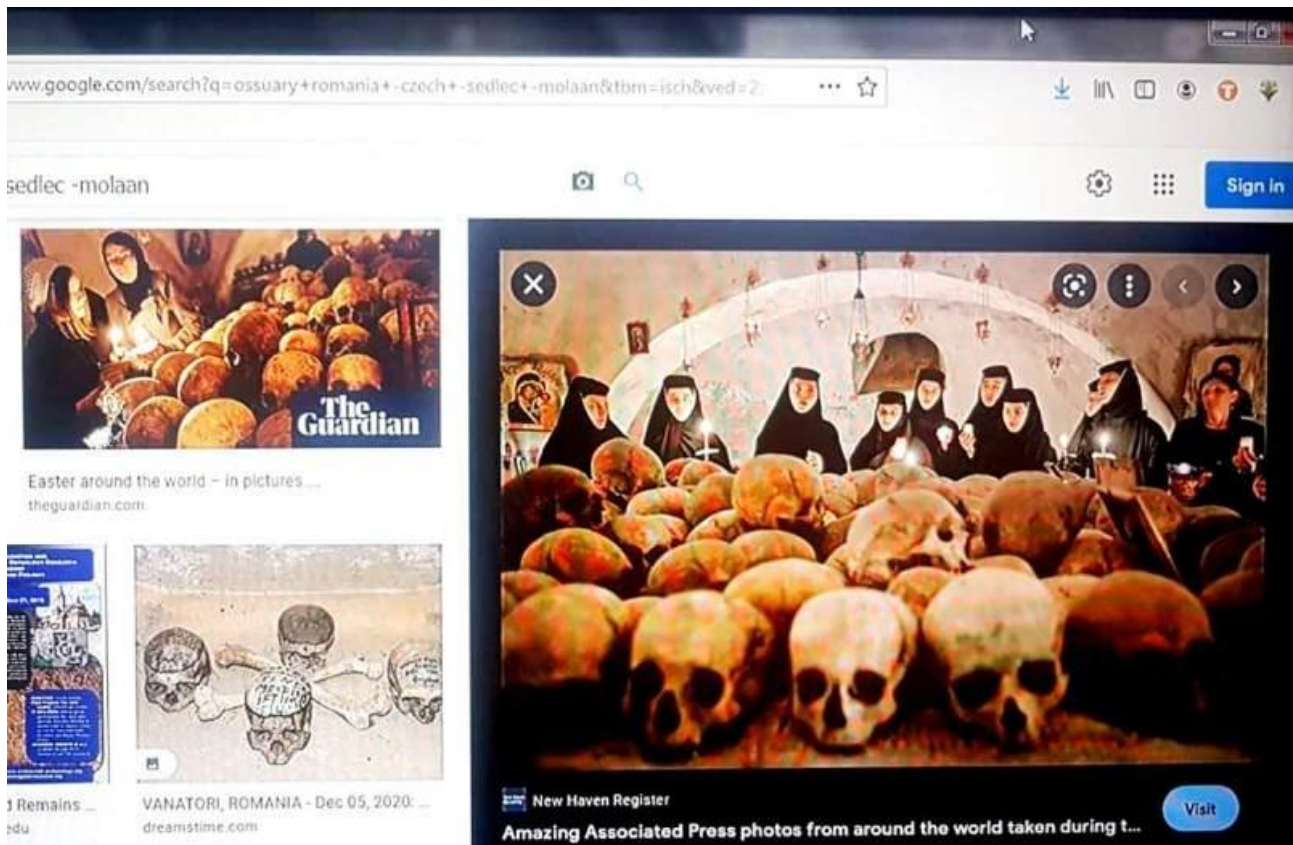 www.google.com/search?q=ossuary+romania+-czech+-sedlec+-molaan&tbm=isch&ved=2
sedlec -molaan
Sign in
The
Guardian
Easter around the world – in pictures ...
theguardian.com
d Remains ...
edu
VANATORI, ROMANIA - Dec 05, 2020: ...
dreamstime.com
New Haven Register
Visit
Amazing Associated Press photos from around the world taken during t...